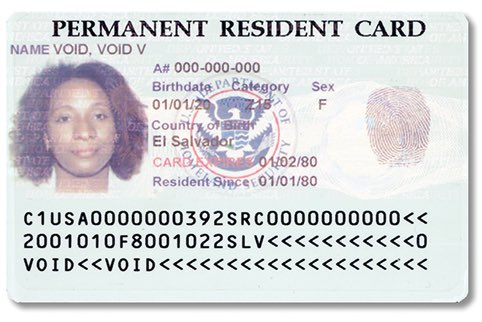 PERMANENT RESIDENT CARD
NAME VOID, VOID V
A# 000-000-000
Birthdate Category Sex
01/01/20 Z15 F
Country of Birth
El Salvador
CARD EXPIRES 01/02/80
Resident Since 01/01/80
C1USA0000000392SRC0000000000<<
2001010F8001022SLV<<<<<<<<<<<0
VOID<<VOID<<<<<<<<<<<<<<<<<<<<